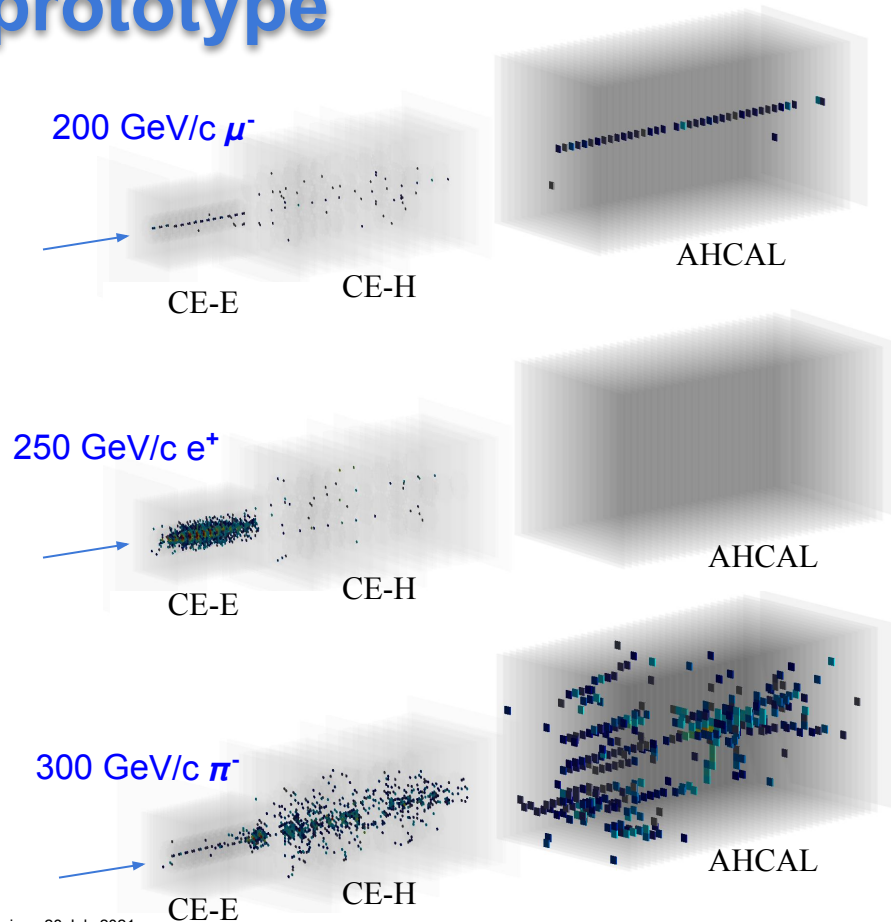 prototype
200 GeV/c μ-
AHCAL
CE-E
CE-H
250 GeV/c e+
AHCAL
CE-E
CE-H
300 GeV/c π-
AHCAL
CE-E
CE-H